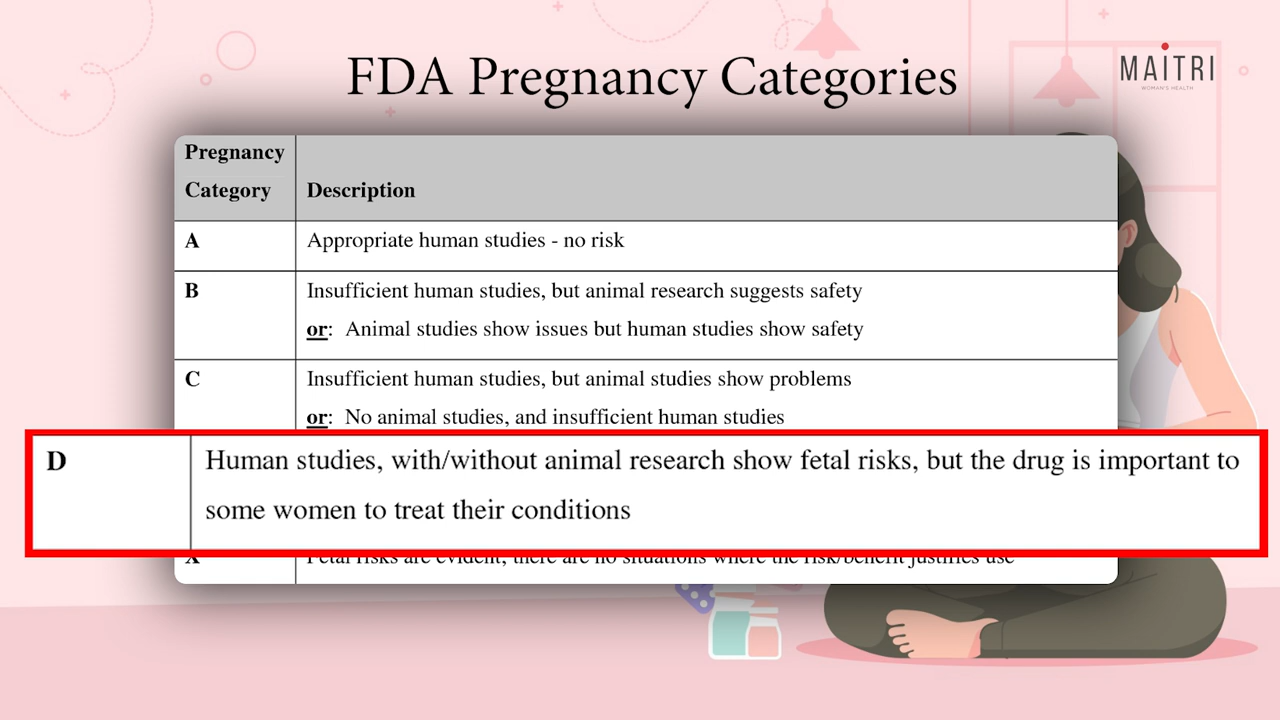 FDA Pregnancy Categories
MAITRI
WOMAN'S HEALTH
Pregnancy
Category Description
A Appropriate human studies - no risk
B Insufficient human studies, but animal research suggests safety
or: Animal studies show issues but human studies show safety
C Insufficient human studies, but animal studies show problems
or: No animal studies, and insufficient human studies
D Human studies, with/without animal research show fetal risks, but the drug is important to
some women to treat their conditions
X Fetal risks are evident, there are no situations where the risk/benefit justifies use